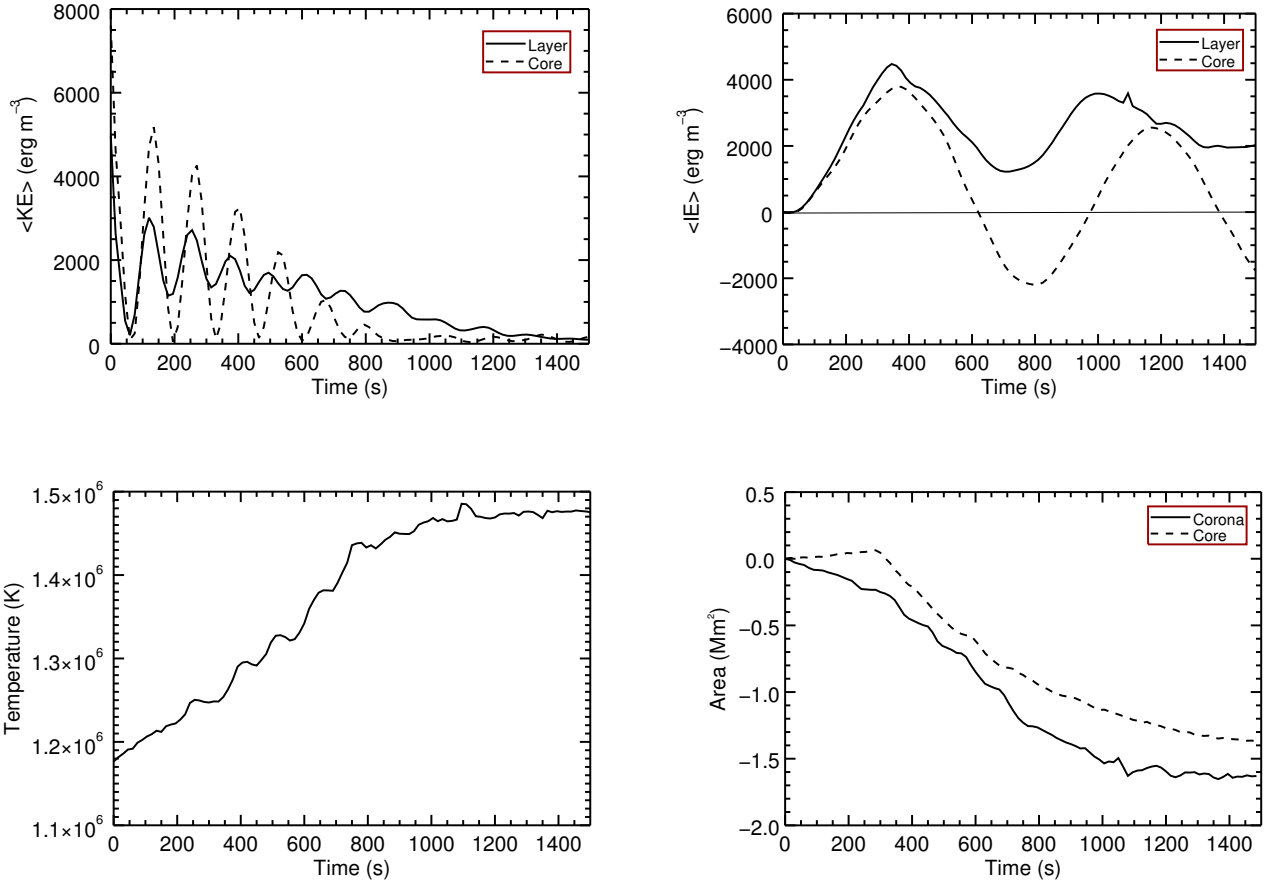 8000
6000
4000
2000
0
<KE> (erg m⁻³)
Layer
Core
0 200 400 600 800 1000 1200 1400
Time (s)
6000
4000
2000
0
−2000
−4000
<IE> (erg m⁻³)
Layer
Core
0 200 400 600 800 1000 1200 1400
Time (s)
1.5×10⁶
1.4×10⁶
1.3×10⁶
1.2×10⁶
1.1×10⁶
Temperature (K)
0 200 400 600 800 1000 1200 1400
Time (s)
0.5
0.0
−0.5
−1.0
−1.5
−2.0
Area (Mm²)
Corona
Core
0 200 400 600 800 1000 1200 1400
Time (s)